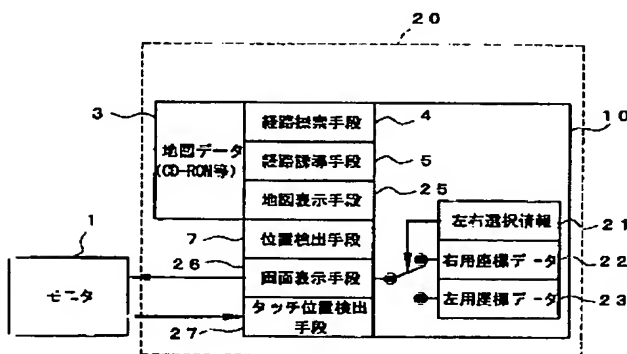 20
3
地図データ
(CD-ROM等)
経路探索手段
4
10
経路誘導手段
5
地図表示手段
25
1
7
位置検出手段
左右選択情報
21
26
画面表示手段
右用座標データ
22
モニタ
タッチ位置検出
手段
左用座標データ
23
27